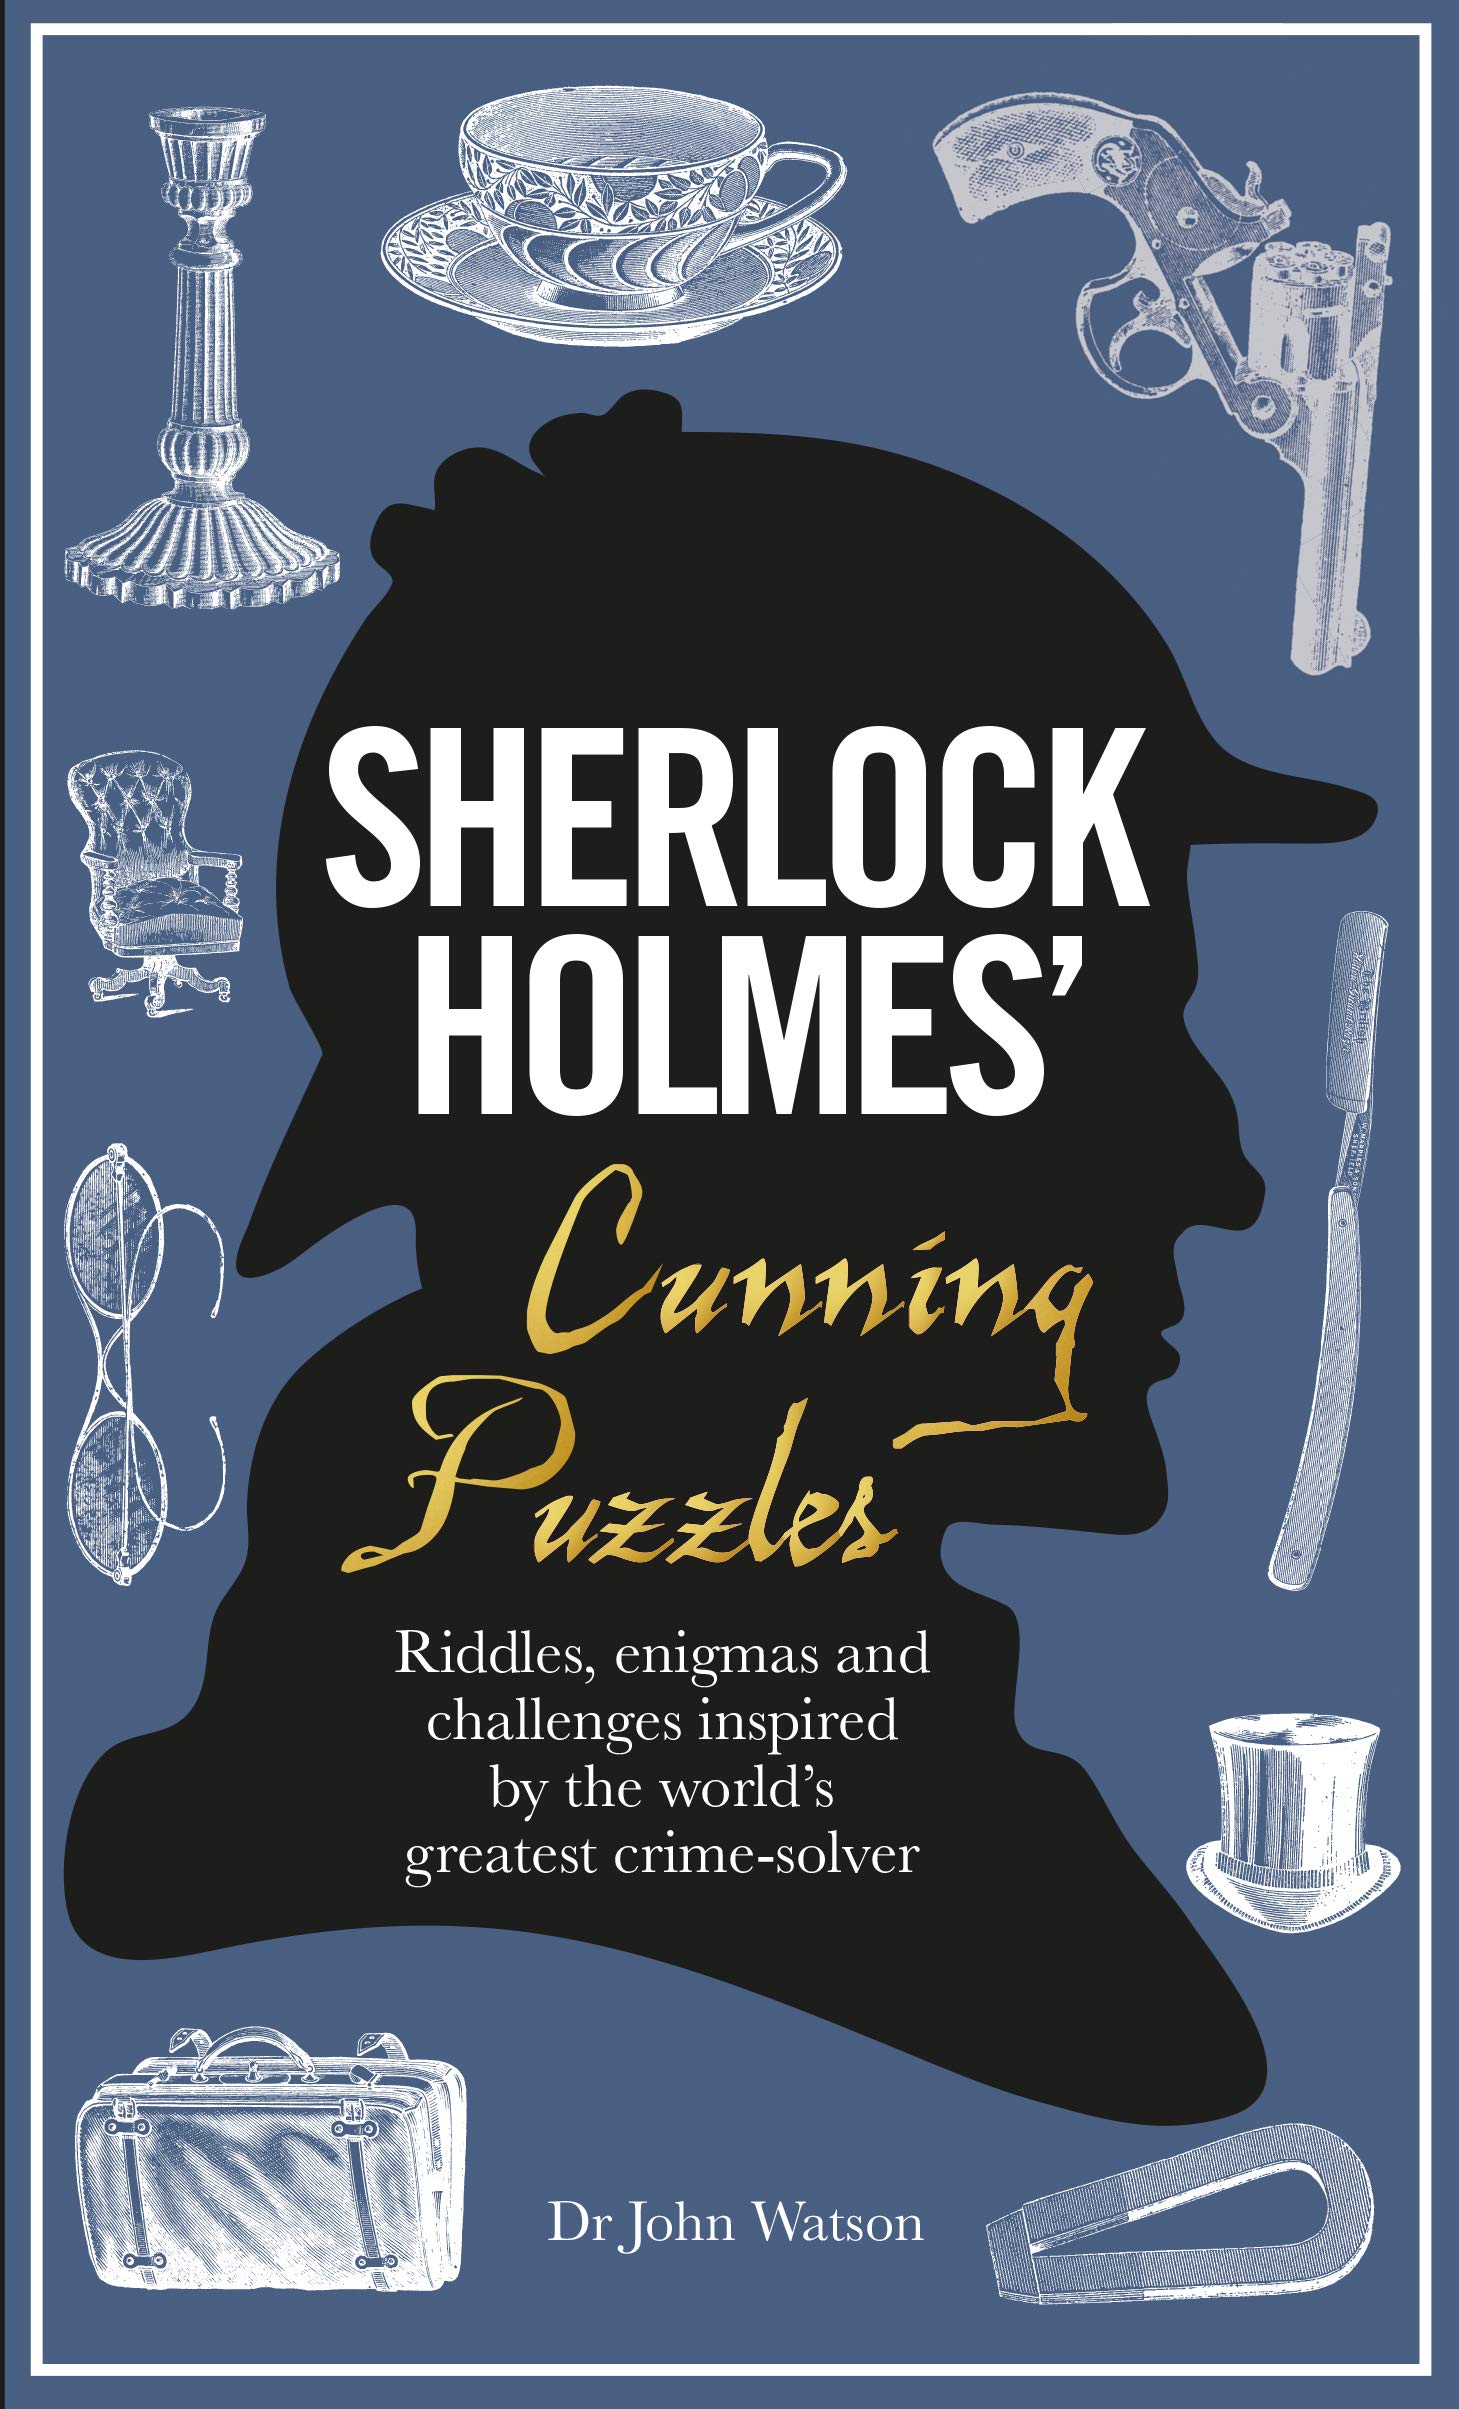 SHERLOCK
HOLMES’
Cunning
Puzzles
Riddles, enigmas and
challenges inspired
by the world’s
greatest crime-solver
Dr John Watson